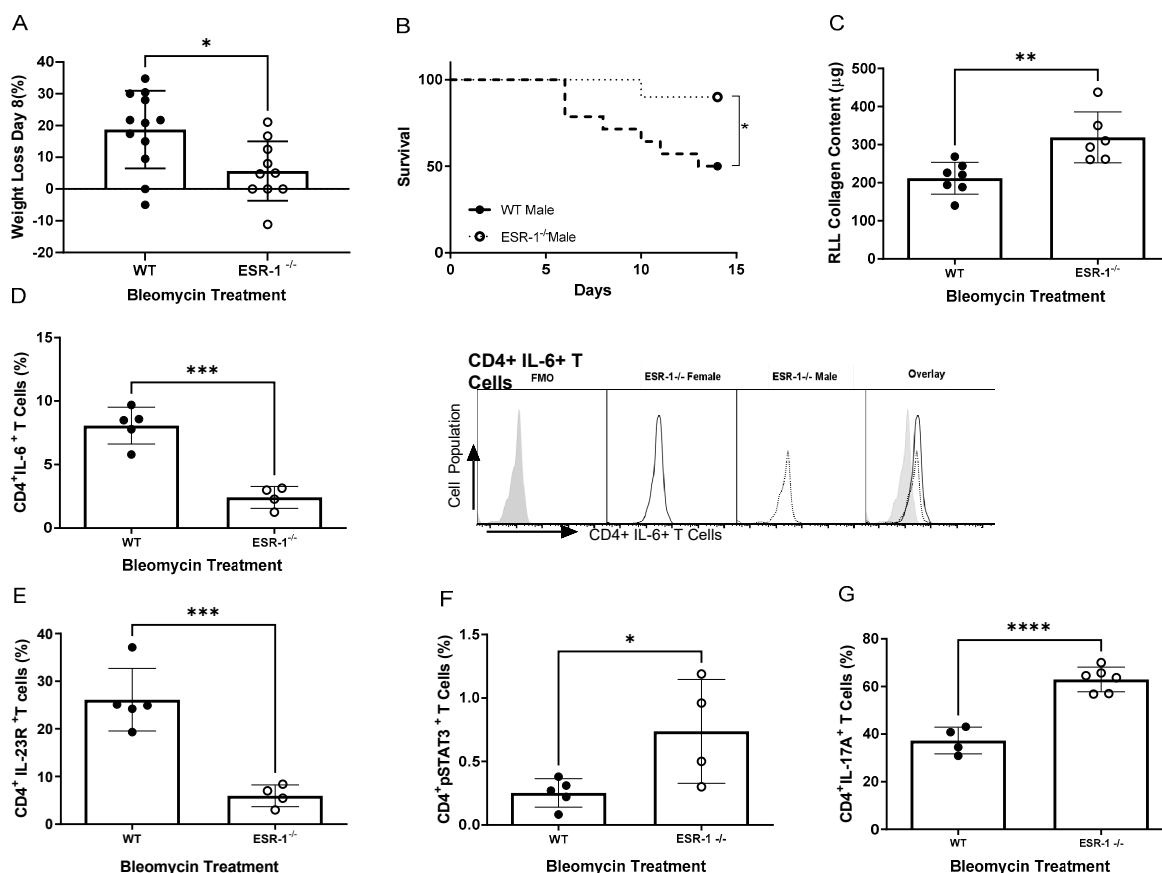 A
*
Weight Loss Day 8(%)
40
30
20
10
0
-10
-20
WT
ESR-1 -/-
Bleomycin Treatment
B
Survival
100
50
0
*
WT Male
ESR-1-/-Male
0
5
10
15
Days
C
**
RLL Collagen Content (μg)
500
400
300
200
100
0
WT
ESR-1-/-
Bleomycin Treatment
D
***
CD4+IL-6 + T Cells (%)
15
10
5
0
WT
ESR-1-/-
Bleomycin Treatment
CD4+ IL-6+ T
Cells
FMO
ESR-1-/- Female
ESR-1-/- Male
Overlay
Cell Population
CD4+ IL-6+ T Cells
E
***
CD4+ IL-23R +T cells (%)
40
30
20
10
0
WT
ESR-1-/-
Bleomycin Treatment
F
*
CD4+pSTAT3 + T Cells (%)
1.5
1.0
0.5
0.0
WT
ESR-1 -/-
Bleomycin Treatment
G
****
CD4+IL-17A+ T Cells (%)
80
60
40
20
0
WT
ESR-1 -/-
Bleomycin Treatment